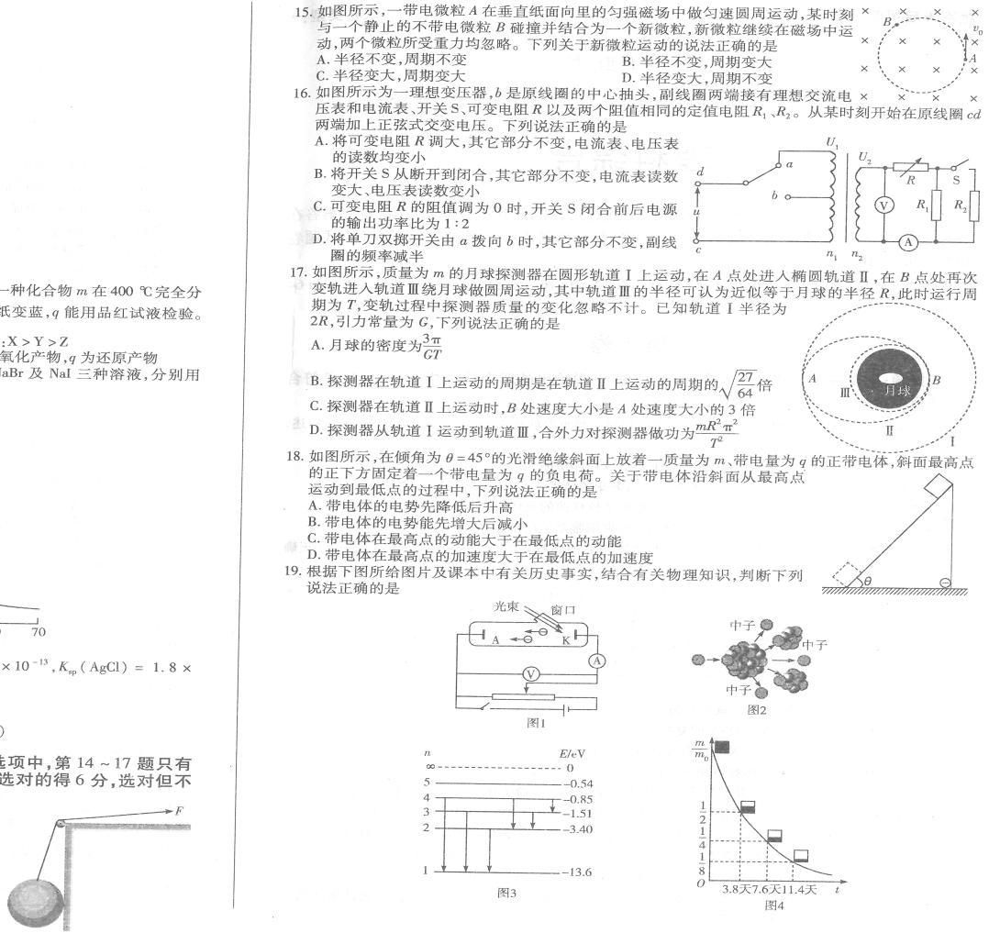 一种化合物 m 在 400 ℃完全分
纸变蓝,q 能用品红试液检验。
:X > Y > Z
氧化产物,q 为还原产物
NaBr 及 NaI 三种溶液,分别用
70
× 10⁻¹³,Ksp(AgCl) = 1.8 ×
)
选项中,第 14 ~ 17 题只有
选对的得 6 分,选对但不
F
15. 如图所示,一带电微粒 A 在垂直纸面向里的匀强磁场中做匀速圆周运动,某时刻
与一个静止的不带电微粒 B 碰撞并结合为一个新微粒,新微粒继续在磁场中运
动,两个微粒所受重力均忽略。下列关于新微粒运动的说法正确的是
A. 半径不变,周期不变 B. 半径不变,周期变大
C. 半径变大,周期变大 D. 半径变大,周期不变
B
v₀
A
16. 如图所示为一理想变压器,b 是原线圈的中心抽头,副线圈两端接有理想交流电
压表和电流表、开关 S、可变电阻 R 以及两个阻值相同的定值电阻 R₁、R₂。从某时刻开始在原线圈 cd
两端加上正弦式交变电压。下列说法正确的是
A. 将可变电阻 R 调大,其它部分不变,电流表、电压表
的读数均变小
B. 将开关 S 从断开到闭合,其它部分不变,电流表读数
变大、电压表读数变小
C. 可变电阻 R 的阻值调为 0 时,开关 S 闭合前后电源
的输出功率比为 1∶2
D. 将单刀双掷开关由 a 拨向 b 时,其它部分不变,副线
圈的频率减半
U₁
U₂
d
a
b
u
c
n₁ n₂
R
S
V
R₁
R₂
A
17. 如图所示,质量为 m 的月球探测器在圆形轨道Ⅰ上运动,在 A 点处进入椭圆轨道Ⅱ,在 B 点处再次
变轨进入轨道Ⅲ绕月球做圆周运动,其中轨道Ⅲ的半径可认为近似等于月球的半径 R,此时运行周
期为 T,变轨过程中探测器质量的变化忽略不计。已知轨道Ⅰ半径为
2R,引力常量为 G,下列说法正确的是
A. 月球的密度为3π/GT
B. 探测器在轨道Ⅰ上运动的周期是在轨道Ⅱ上运动的周期的√(27/64)倍
C. 探测器在轨道Ⅱ上运动时,B 处速度大小是 A 处速度大小的 3 倍
D. 探测器从轨道Ⅰ运动到轨道Ⅲ,合外力对探测器做功为mR²π²/T²
A
B
Ⅲ
月球
Ⅱ
Ⅰ
18. 如图所示,在倾角为 θ = 45°的光滑绝缘斜面上放着一质量为 m、带电量为 q 的正带电体,斜面最高点
的正下方固定着一个带电量为 q 的负电荷。关于带电体沿斜面从最高点
运动到最低点的过程中,下列说法正确的是
A. 带电体的电势先降低后升高
B. 带电体的电势能先增大后减小
C. 带电体在最高点的动能大于在最低点的动能
D. 带电体在最高点的加速度大于在最低点的加速度
θ
19. 根据下图所给图片及课本中有关历史事实,结合有关物理知识,判断下列
说法正确的是
光束
窗口
A
K
A
V
图1
中子
中子
中子
图2
n E/eV
∞ 0
5 -0.54
4 -0.85
3 -1.51
2 -3.40
1 -13.6
图3
m/m₀
1/2
1/4
1/8
O
3.8天7.6天11.4天 t
图4